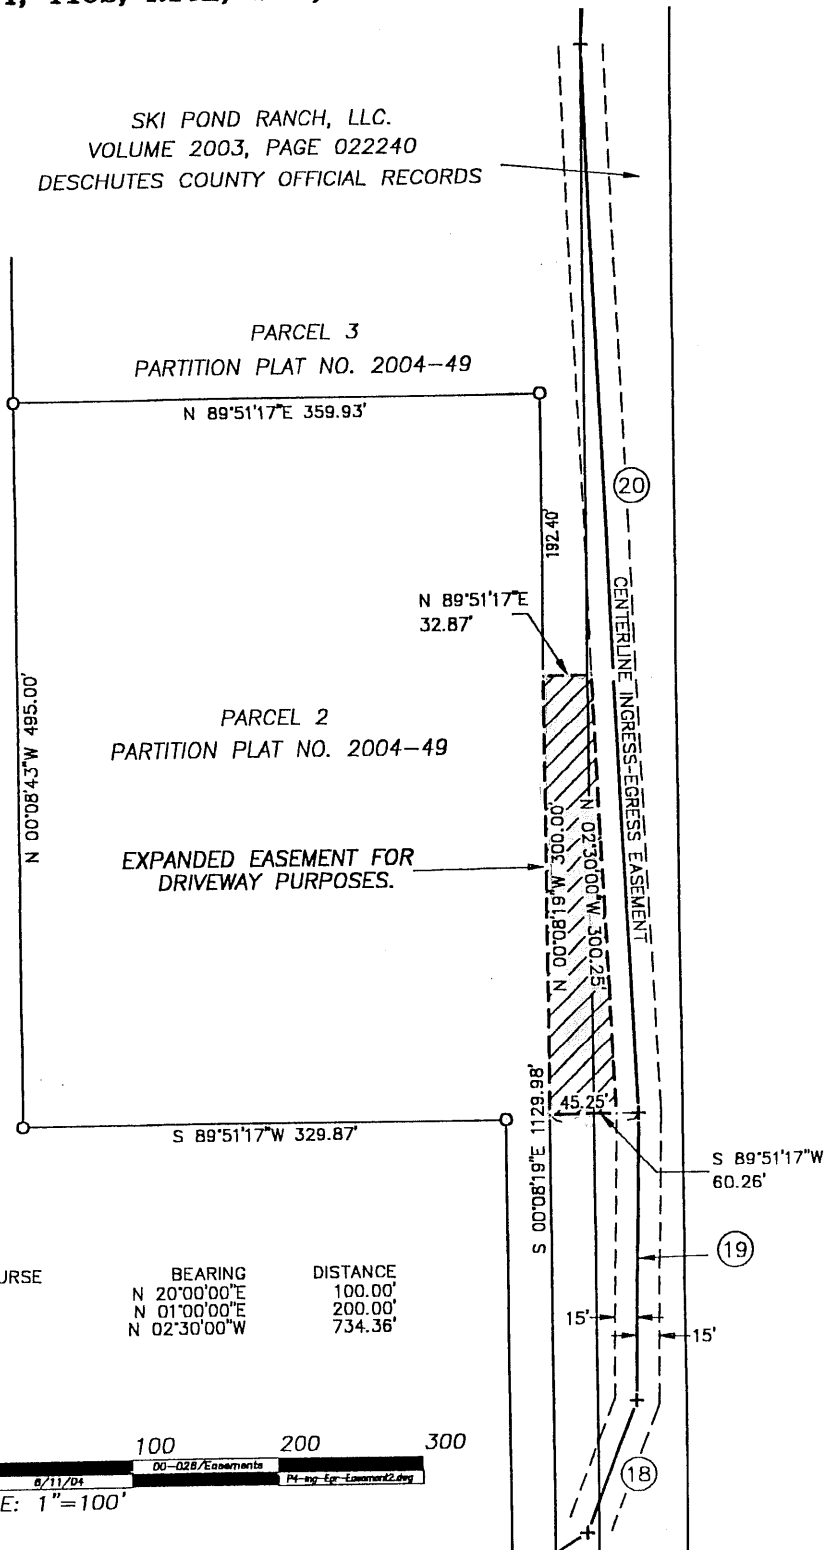 SKI POND RANCH, LLC.
VOLUME 2003, PAGE 022240
DESCHUTES COUNTY OFFICIAL RECORDS
PARCEL 3
PARTITION PLAT NO. 2004-49
N 89°51'17"E 359.93'
20
192.40'
CENTERLINE INGRESS-EGRESS EASEMENT
N 89°51'17"E
32.87'
N 00°08'43"W 495.00'
PARCEL 2
PARTITION PLAT NO. 2004-49
EXPANDED EASEMENT FOR
DRIVEWAY PURPOSES.
N 00°08'19"W 300.00'
N 02°30'00"W 300.25'
S 00°08'19"E 1129.98'
45.25'
S 89°51'17"W 329.87'
S 89°51'17"W
60.26'
19
URSE BEARING DISTANCE
N 20°00'00"E 100.00'
N 01°00'00"E 200.00'
N 02°30'00"W 734.36'
15'
15'
18
100 200 300
00-028/Easements
6/11/04
P4-ing-Egr-Easement2.dwg
E: 1"=100'